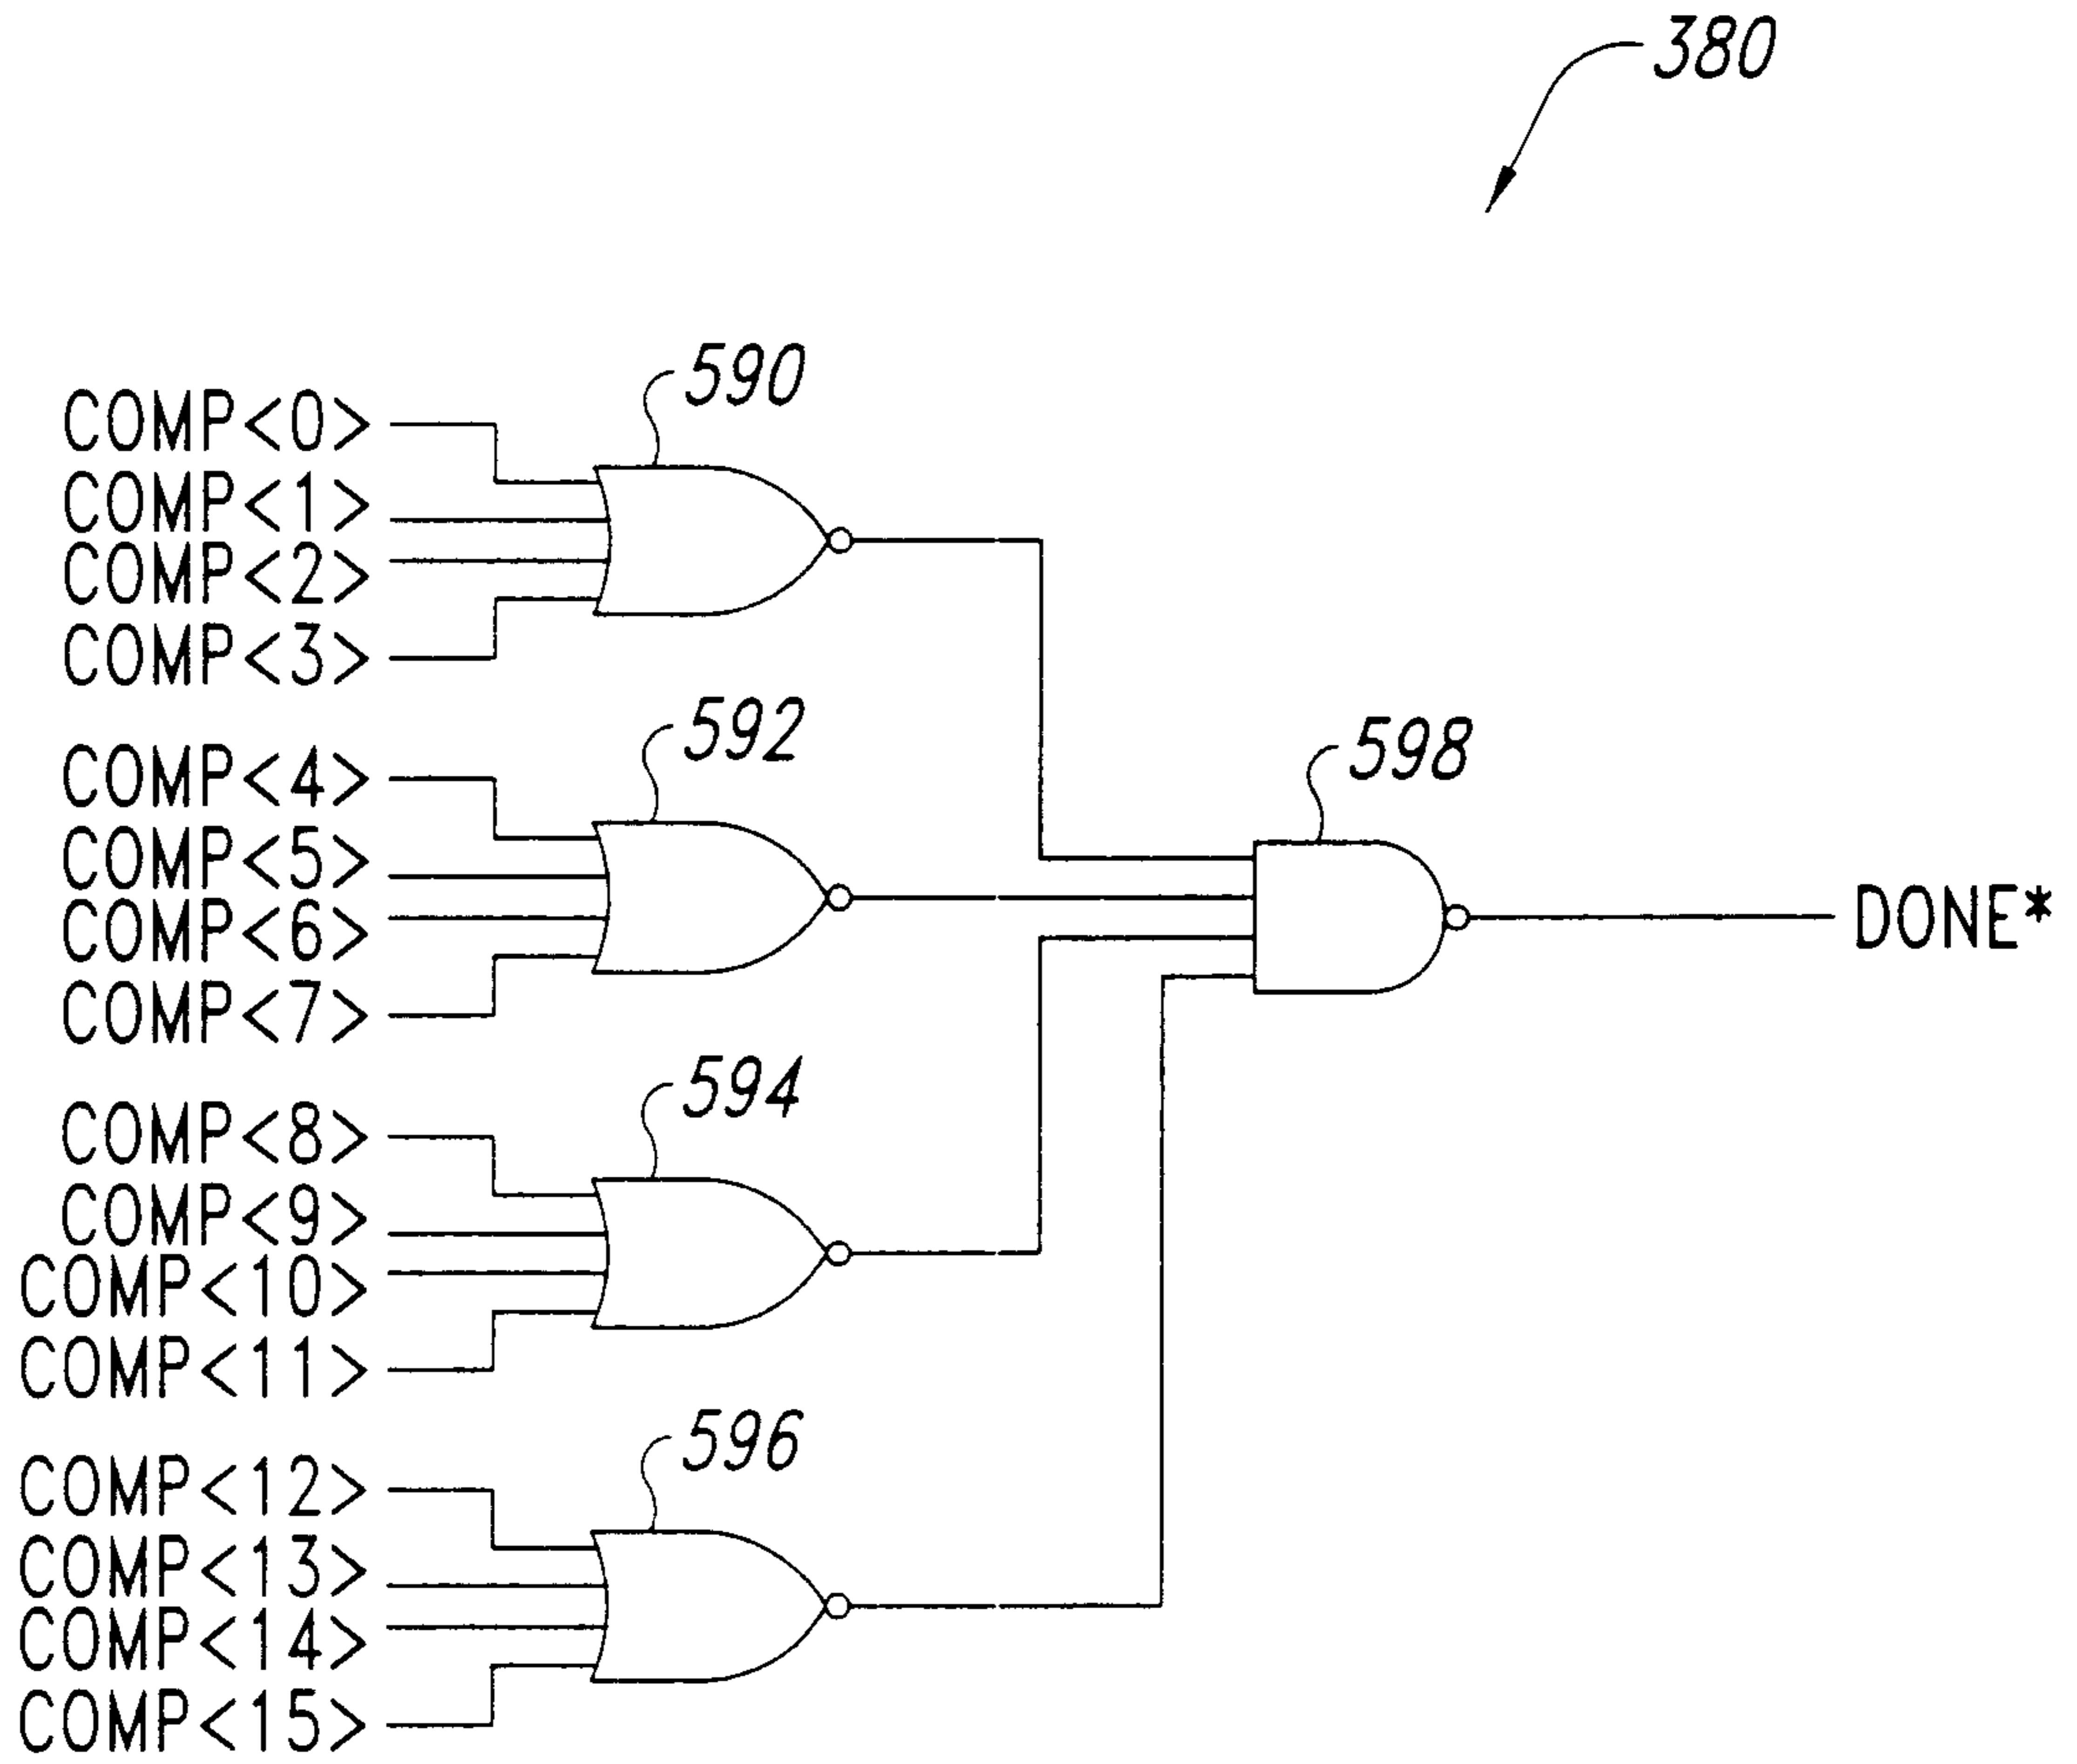 380
590
COMP<0>
COMP<1>
COMP<2>
COMP<3>
592
COMP<4>
COMP<5>
COMP<6>
COMP<7>
598
DONE*
594
COMP<8>
COMP<9>
COMP<10>
COMP<11>
596
COMP<12>
COMP<13>
COMP<14>
COMP<15>